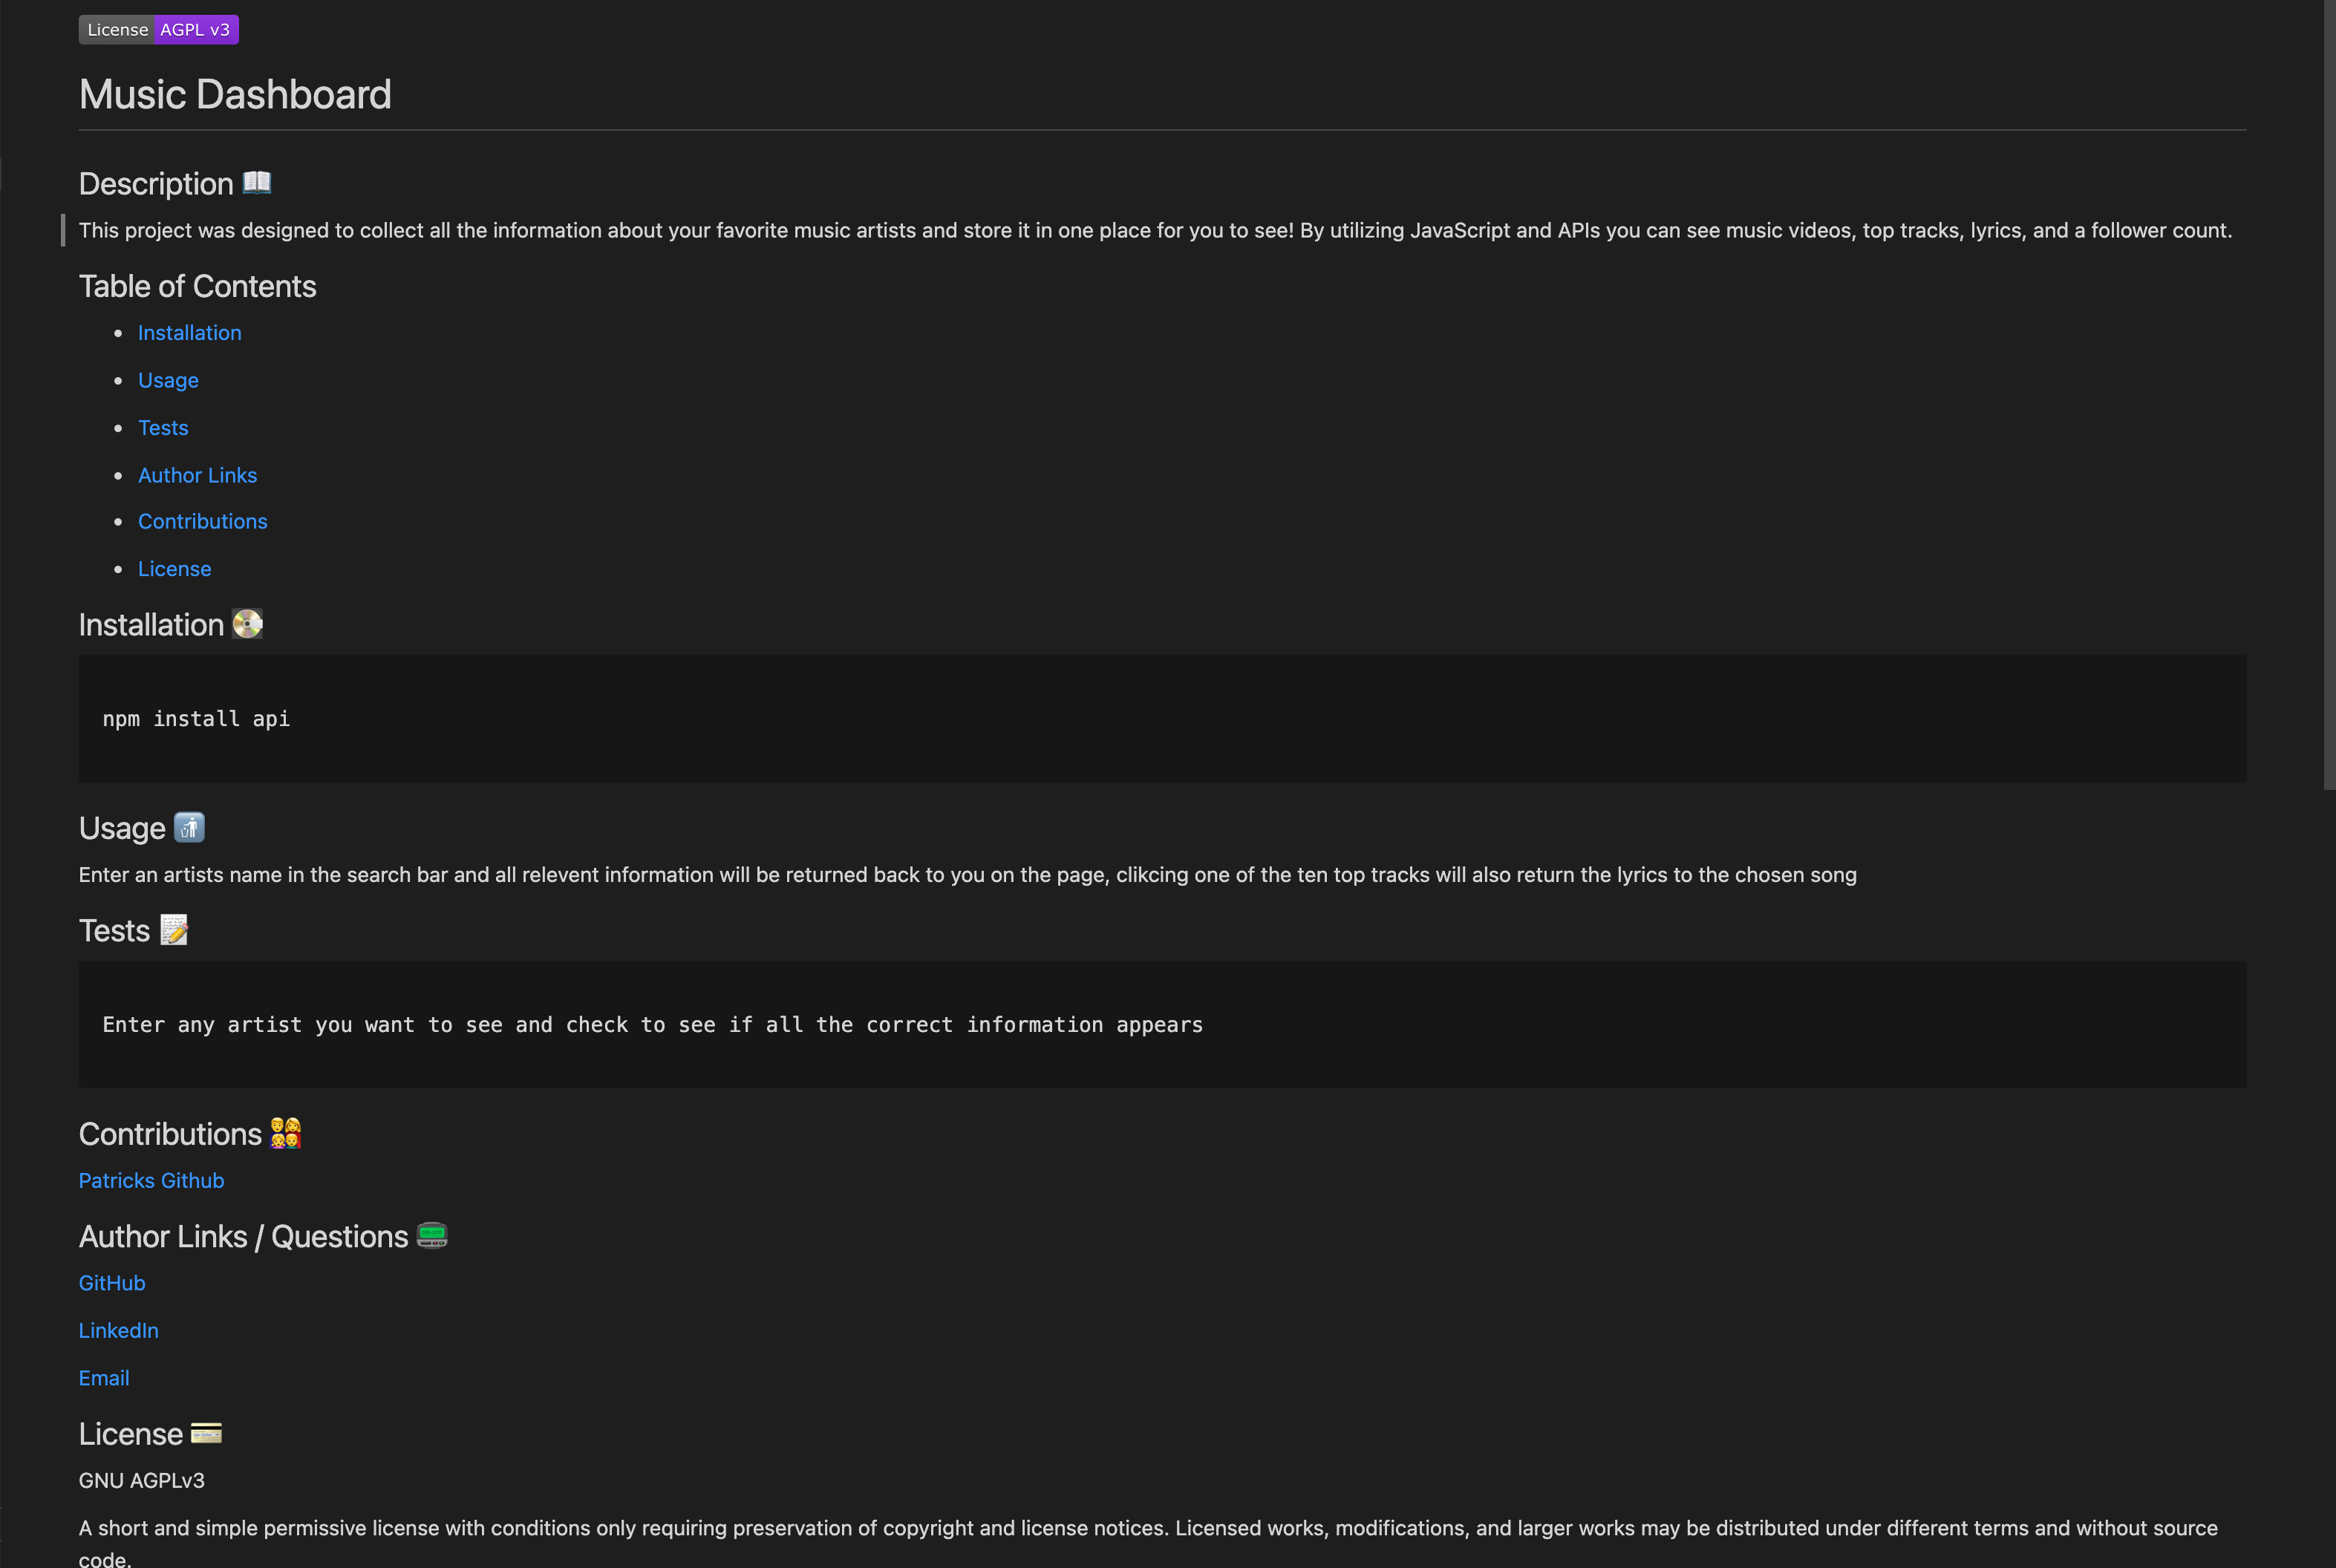 License AGPL v3
Music Dashboard
Description 📖
This project was designed to collect all the information about your favorite music artists and store it in one place for you to see! By utilizing JavaScript and APIs you can see music videos, top tracks, lyrics, and a follower count.
Table of Contents
• Installation
• Usage
• Tests
• Author Links
• Contributions
• License
Installation 💽
npm install api
Usage 🚮
Enter an artists name in the search bar and all relevent information will be returned back to you on the page, clikcing one of the ten top tracks will also return the lyrics to the chosen song
Tests 📝
Enter any artist you want to see and check to see if all the correct information appears
Contributions 👨‍👩‍👧‍👦
Patricks Github
Author Links / Questions 📟
GitHub
LinkedIn
Email
License 💳
GNU AGPLv3
A short and simple permissive license with conditions only requiring preservation of copyright and license notices. Licensed works, modifications, and larger works may be distributed under different terms and without source
code.